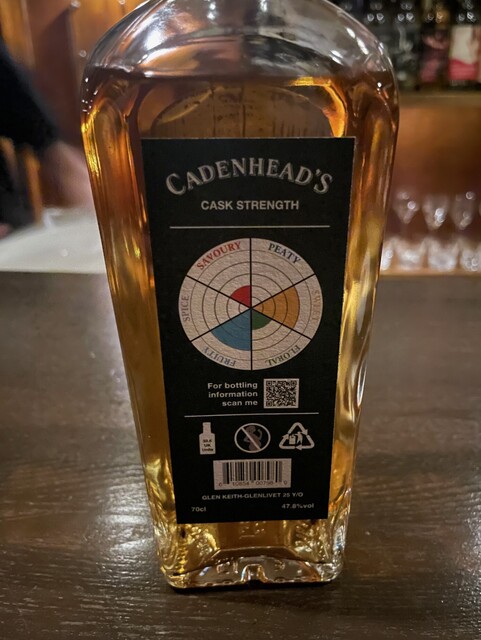 CADENHEAD'S
CASK STRENGTH
SAVOURY
PEATY
SPICE
SWEET
FRUITY
FLORAL
For bottling
information
scan me
GLEN KEITH-GLENLIVET 25 Y/O
70cl
47.8%vol